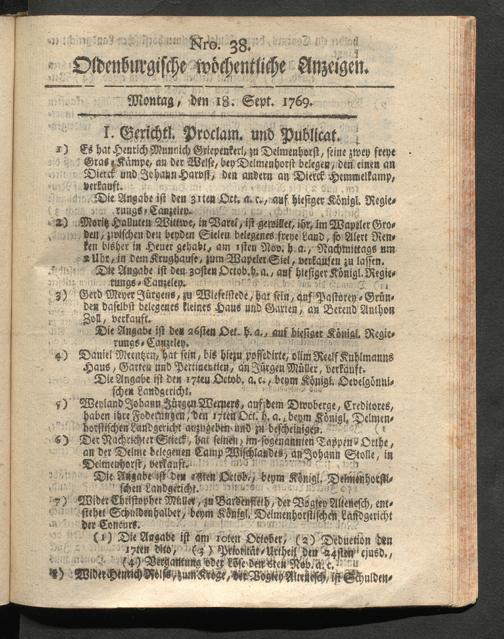 Nro. 38.
Oldenburgische wöchentliche Anzeigen.
Montag, den 18. Sept. 1769.
I. Gerichtl. Proclam. und Publicat.
1) Es hat Henrich Munnich Griepenkerl, zu Delmenhorst, seine zwey freye
Gras-Kämpe, an der Welse, bey Delmenhorst belegen, den einen an
Dierck und Johann Harbst, den andern an Dierck Hemmelkamp,
verkauft.
Die Angabe ist den 31ten Oct. a. c., auf hiesiger Königl. Regie-
rungs-Canzeley.
2) Moritz Halluten Wittwe, in Varel, ist gewillet, ihr, im Wapeler Gro-
den, zwischen den beyden Sielen belegenes freye Land, so Alert Ren-
ken bisher in Heuer gehabt, am 1sten Nov. h. a., Nachmittags um
2 Uhr, in dem Krughause, zum Wapeler Siel, verkaufen zu lassen.
Die Angabe ist den 30sten Octob. h. a., auf hiesiger Königl. Regie-
rungs-Canzeley.
3) Gerd Meyer Jürgens, zu Wiefelstede, hat sein, auf Pastorey-Grün-
den daselbst belegenes kleines Haus und Garten, an Berend Anthon
Zoll, verkauft.
Die Angabe ist den 26sten Oct. h. a., auf hiesiger Königl. Regie-
rungs-Canzeley.
4) Daniel Meentzen, hat sein, bis hiezu possedirte, olim Reelf Kuhlmanns
Haus, Garten und Pertinentien, an Jürgen Müller, verkauft.
Die Angabe ist den 17ten Octob. a. c., beym Königl. Oevelgönni-
schen Landgericht.
5) Weyland Johann Jürgen Werners, auf dem Dwoberge, Creditores,
haben ihre Foderungen, den 17ten Oct. h. a., beym Königl. Delmen-
horstischen Landgericht anzugeben und zu bescheinigen.
6) Der Nachrichter Stieck, hat seinen, im sogenannten Tappen-Orthe,
an der Delme belegenen Camp Wischlandes, an Johann Stolle, in
Delmenhorst, verkauft.
Die Angabe ist den Octob., beym Königl. Delmenhorsti-
schen Landgericht.
7) Wider Christopher Müller, zu Bardenfleth, der Vogtey Altenesch, ent-
stehet Schuldenhalber, beym Königl. Delmenhorstischen Landgericht
der Concurs.
(1) Die Angabe ist am 10ten October, (2) Deduction den
17ten dito, (3) Priorität-Urtheil den 24sten ejusd.,
(4) Vergantung oder Löse den 6ten Nov. a. c.
8) Wider Henrich Rolfs, zum Kroge, der Vogtey Altenesch, ist Schulden-